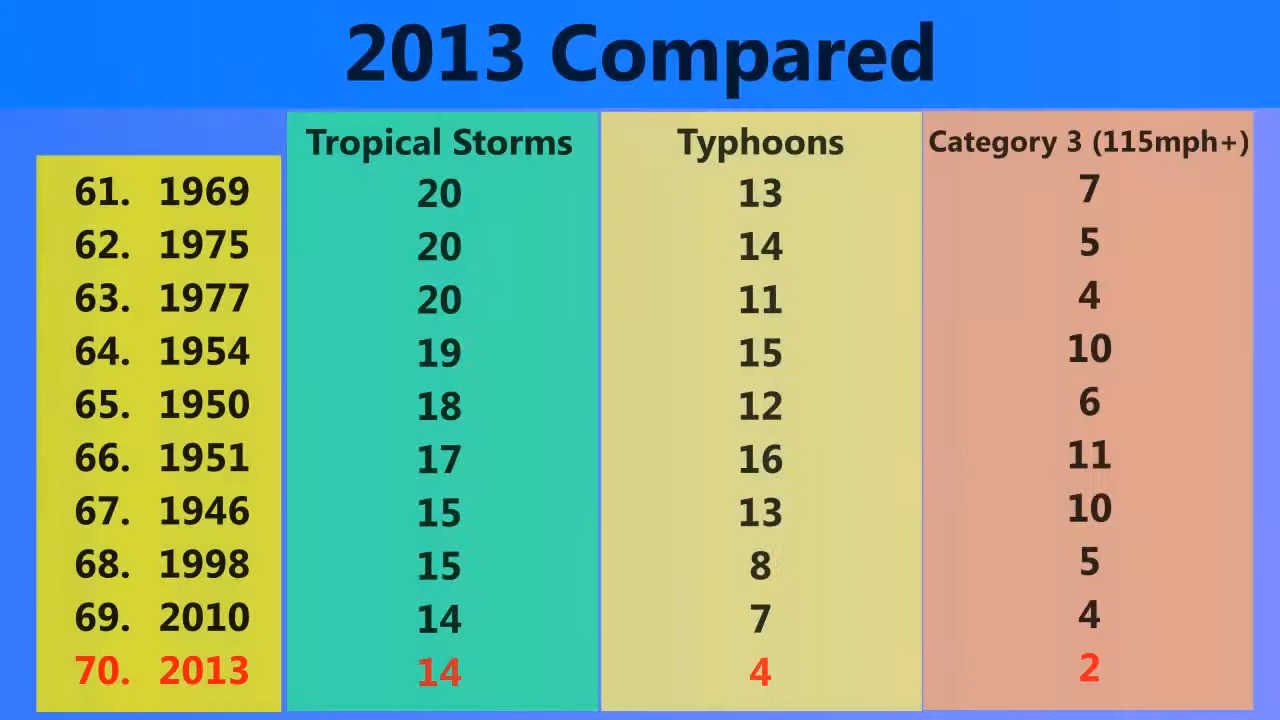 2013 Compared
Tropical Storms Typhoons Category 3 (115mph+)
61. 1969 20 13 7
62. 1975 20 14 5
63. 1977 20 11 4
64. 1954 19 15 10
65. 1950 18 12 6
66. 1951 17 16 11
67. 1946 15 13 10
68. 1998 15 8 5
69. 2010 14 7 4
70. 2013 14 4 2